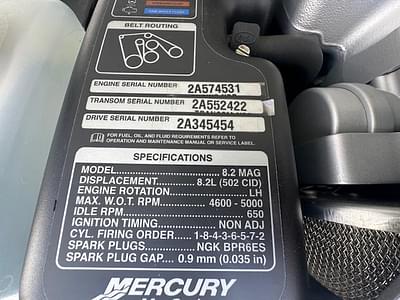 BELT ROUTING
ENGINE SERIAL NUMBER 2A574531
TRANSOM SERIAL NUMBER 2A552422
DRIVE SERIAL NUMBER 2A345454
FOR FUEL, OIL, AND FLUID REQUIREMENTS REFER TO
OPERATION AND MAINTENANCE MANUAL OR SERVICE LABEL.
SPECIFICATIONS
MODEL 8.2 MAG
DISPLACEMENT 8.2L (502 CID)
ENGINE ROTATION LH
MAX. W.O.T. RPM 4600 - 5000
IDLE RPM 650
IGNITION TIMING NON ADJ
CYL. FIRING ORDER 1-8-4-3-6-5-7-2
SPARK PLUGS NGK BPR6ES
SPARK PLUG GAP 0.9 mm (0.035 in)
MERCURY